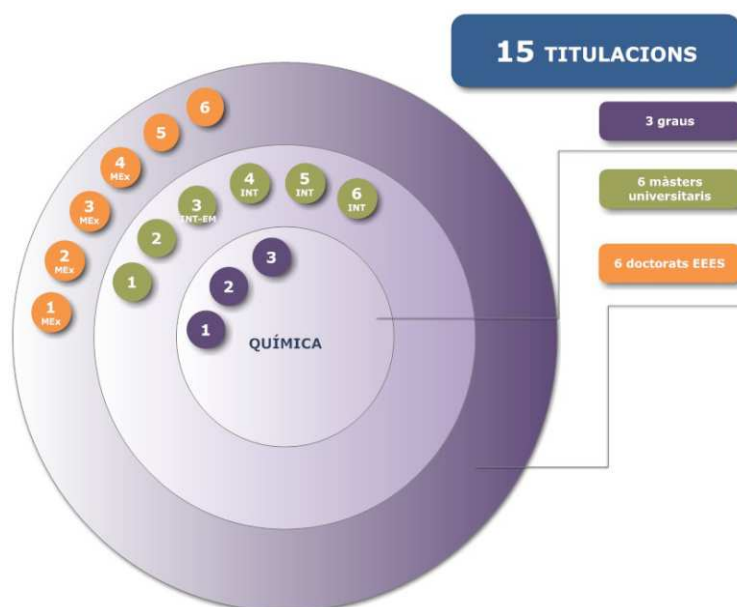 15 TITULACIONS
3 graus
6 màsters
universitaris
6 doctorats EEES
6
5
4
MEx
3
MEx
2
MEx
1
MEx
4
INT
5
INT
6
INT
3
INT-EM
2
1
3
2
1
QUÍMICA